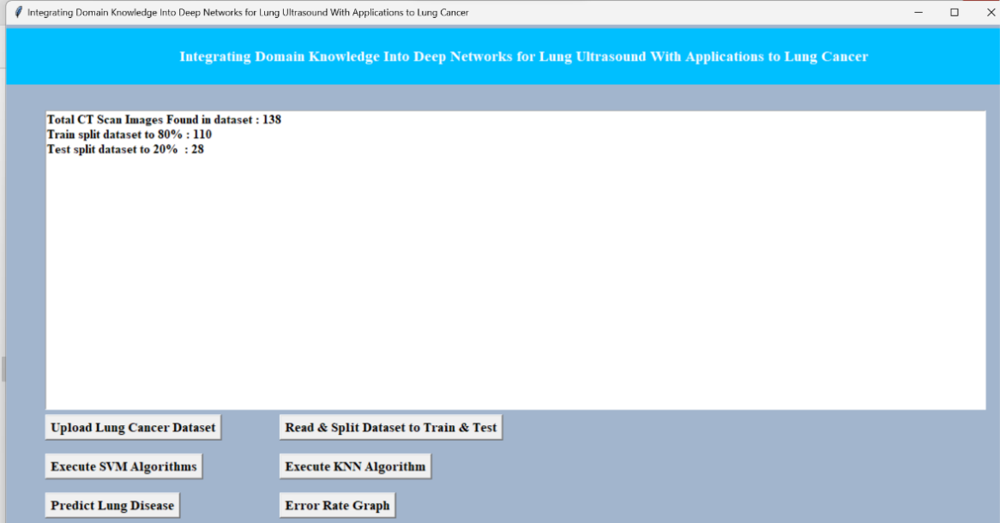 Integrating Domain Knowledge Into Deep Networks for Lung Ultrasound With Applications to Lung Cancer
Integrating Domain Knowledge Into Deep Networks for Lung Ultrasound With Applications to Lung Cancer
Total CT Scan Images Found in dataset : 138
Train split dataset to 80% : 110
Test split dataset to 20%  : 28
Upload Lung Cancer Dataset
Read & Split Dataset to Train & Test
Execute SVM Algorithms
Execute KNN Algorithm
Predict Lung Disease
Error Rate Graph